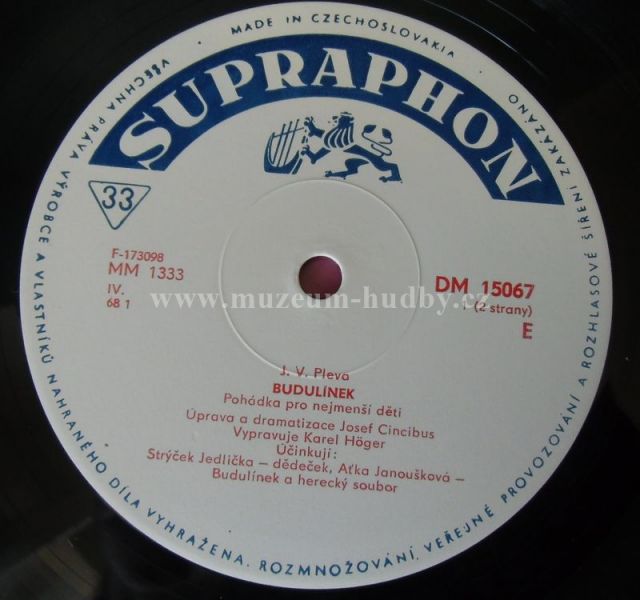 MADE IN CZECHOSLOVAKIA
SUPRAPHON
33
F-173098
MM 1333
IV.
68 1
DM 15067
1 (2 strany)
E
www.muzeum-hudby.cz
J. V. Pleva
BUDULÍNEK
Pohádka pro nejmenší děti
Úprava a dramatizace Josef Cincibus
Vypravuje Karel Höger
Účinkují:
Strýček Jedlička – dědeček, Aťka Janoušková –
Budulínek a herecký soubor
VŠECHNA PRÁVA VÝROBCE A VLASTNÍKŮ NAHRANÉHO DÍLA VYHRAŽENA. ROZMNOŽOVÁNÍ, VEŘEJNÉ PROVOZOVÁNÍ A ROZHLASOVÉ ŠÍŘENÍ ZAKÁZÁNO